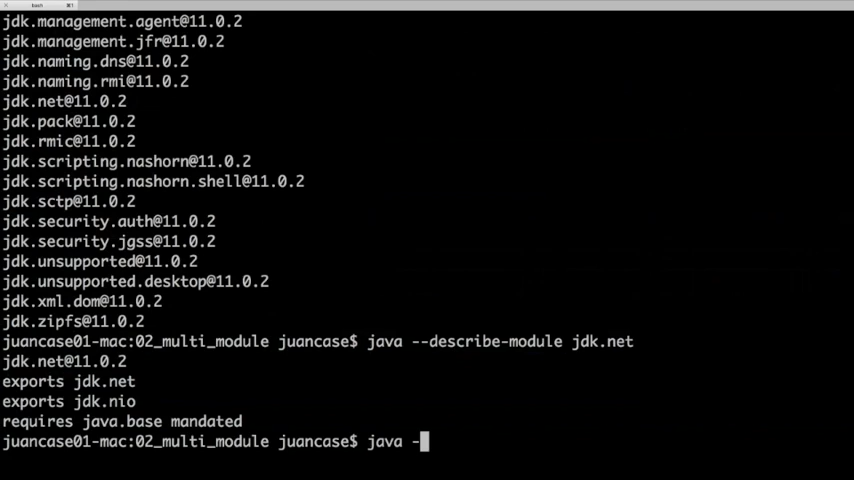 bash ⌘1
jdk.management.agent@11.0.2
jdk.management.jfr@11.0.2
jdk.naming.dns@11.0.2
jdk.naming.rmi@11.0.2
jdk.net@11.0.2
jdk.pack@11.0.2
jdk.rmic@11.0.2
jdk.scripting.nashorn@11.0.2
jdk.scripting.nashorn.shell@11.0.2
jdk.sctp@11.0.2
jdk.security.auth@11.0.2
jdk.security.jgss@11.0.2
jdk.unsupported@11.0.2
jdk.unsupported.desktop@11.0.2
jdk.xml.dom@11.0.2
jdk.zipfs@11.0.2
juancase01-mac:02_multi_module juancase$ java --describe-module jdk.net
jdk.net@11.0.2
exports jdk.net
exports jdk.nio
requires java.base mandated
juancase01-mac:02_multi_module juancase$ java -